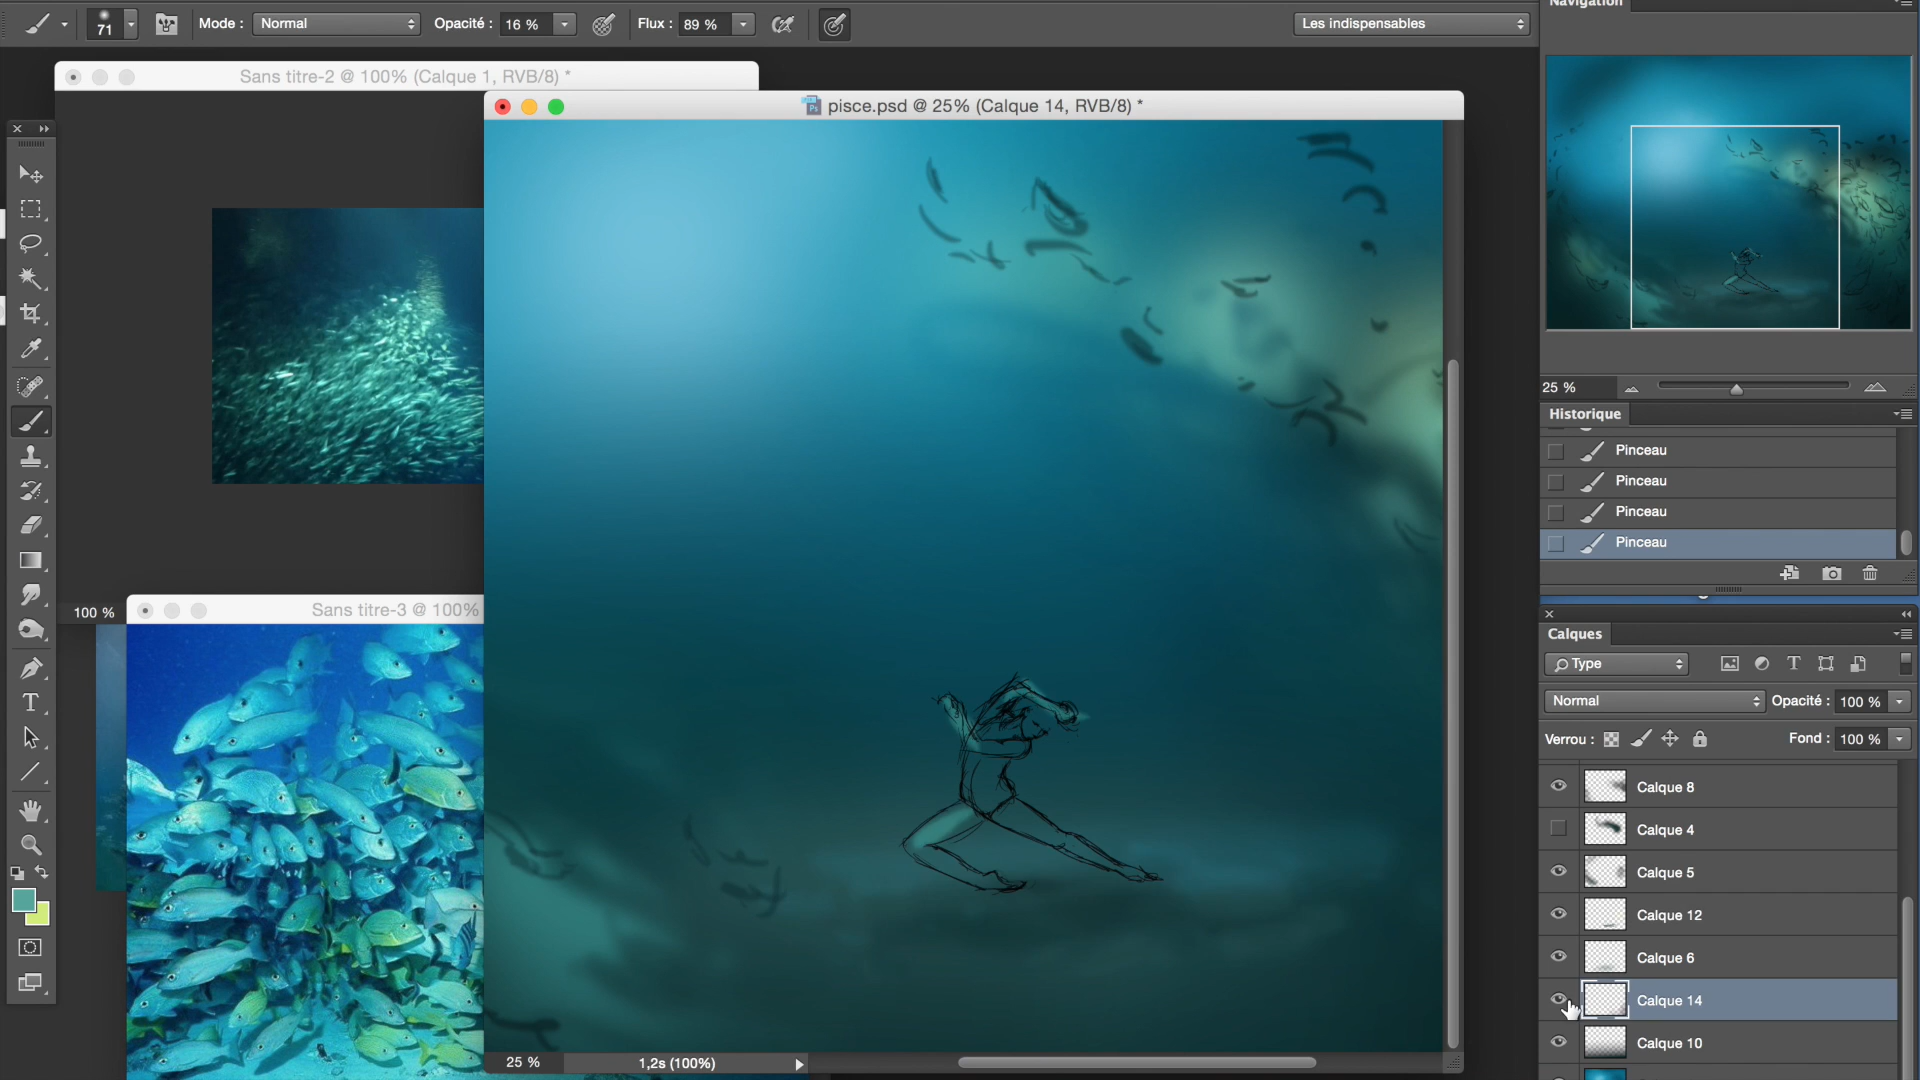 Navigation
71
Mode :
Normal
Opacité :
16 %
Flux :
89 %
Les indispensables
Sans titre-2 @ 100% (Calque 1, RVB/8) *
pisce.psd @ 25% (Calque 14, RVB/8) *
25 %
Historique
Pinceau
Pinceau
Pinceau
Pinceau
100 %
Sans titre-3 @ 100%
Calques
Type
Normal
Opacité :
100 %
Verrou :
Fond :
100 %
Calque 8
Calque 4
Calque 5
Calque 12
Calque 6
Calque 14
Calque 10
25 %
1,2s (100%)